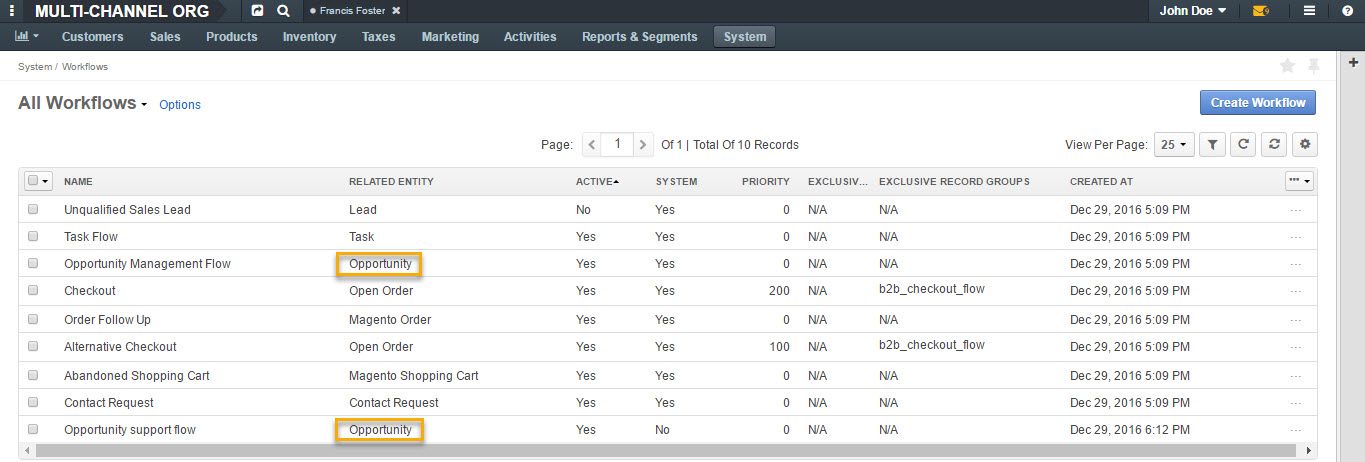 MULTI-CHANNEL ORG Francis Foster John Doe
Customers Sales Products Inventory Taxes Marketing Activities Reports & Segments System
System / Workflows
All Workflows Options Create Workflow
Page: 1 Of 1 | Total Of 10 Records View Per Page: 25
NAME RELATED ENTITY ACTIVE SYSTEM PRIORITY EXCLUSIV... EXCLUSIVE RECORD GROUPS CREATED AT
Unqualified Sales Lead Lead No Yes 0 N/A N/A Dec 29, 2016 5:09 PM
Task Flow Task Yes Yes 0 N/A N/A Dec 29, 2016 5:09 PM
Opportunity Management Flow Opportunity Yes Yes 0 N/A N/A Dec 29, 2016 5:09 PM
Checkout Open Order Yes Yes 200 N/A b2b_checkout_flow Dec 29, 2016 5:09 PM
Order Follow Up Magento Order Yes Yes 0 N/A N/A Dec 29, 2016 5:09 PM
Alternative Checkout Open Order Yes Yes 100 N/A b2b_checkout_flow Dec 29, 2016 5:09 PM
Abandoned Shopping Cart Magento Shopping Cart Yes Yes 0 N/A N/A Dec 29, 2016 5:09 PM
Contact Request Contact Request Yes Yes 0 N/A N/A Dec 29, 2016 5:09 PM
Opportunity support flow Opportunity Yes No 0 N/A N/A Dec 29, 2016 6:12 PM